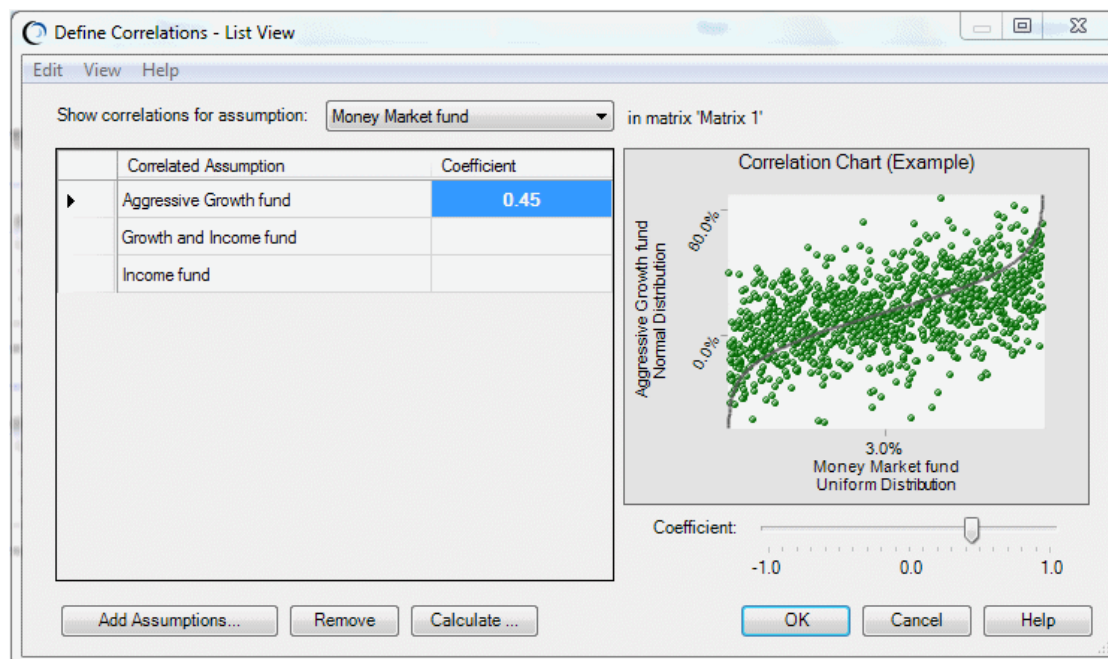 Define Correlations - List View
Edit View Help
Show correlations for assumption: Money Market fund in matrix 'Matrix 1'
Correlated Assumption Coefficient
Aggressive Growth fund 0.45
Growth and Income fund
Income fund
Correlation Chart (Example)
Aggressive Growth fund
Normal Distribution
60.0%
0.0%
3.0%
Money Market fund
Uniform Distribution
Coefficient:
-1.0 0.0 1.0
Add Assumptions... Remove Calculate ... OK Cancel Help